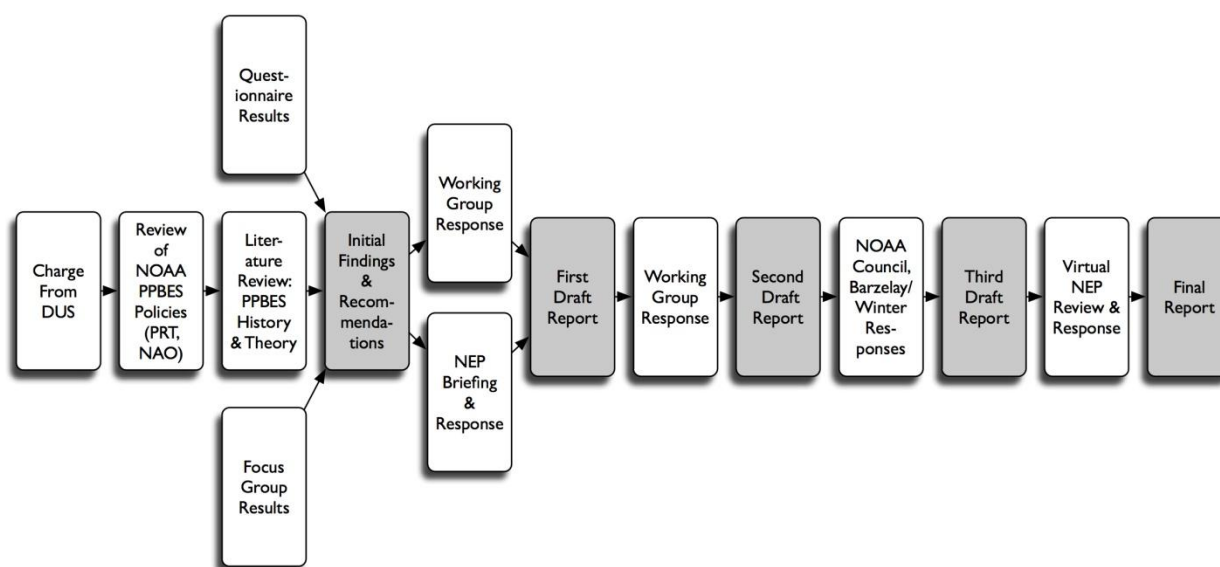 Quest-
ionnaire
Results
Charge
From
DUS
Review
of
NOAA
PPBES
Policies
(PRT,
NAO)
Liter-
ature
Review:
PPBES
History
& Theory
Focus
Group
Results
Initial
Findings
&
Recom-
menda-
tions
Working
Group
Response
NEP
Briefing
&
Response
First
Draft
Report
Working
Group
Response
Second
Draft
Report
NOAA
Council,
Barzelay/
Winter
Res-
ponses
Third
Draft
Report
Virtual
NEP
Review &
Response
Final
Report